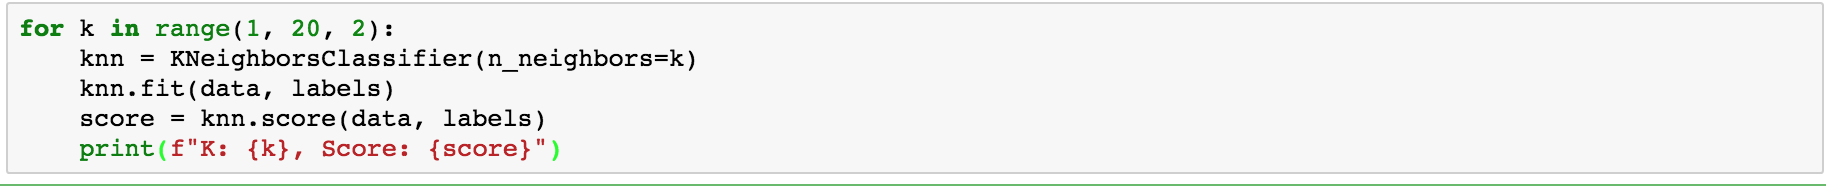 for k in range(1, 20, 2):
    knn = KNeighborsClassifier(n_neighbors=k)
    knn.fit(data, labels)
    score = knn.score(data, labels)
    print(f"K: {k}, Score: {score}")